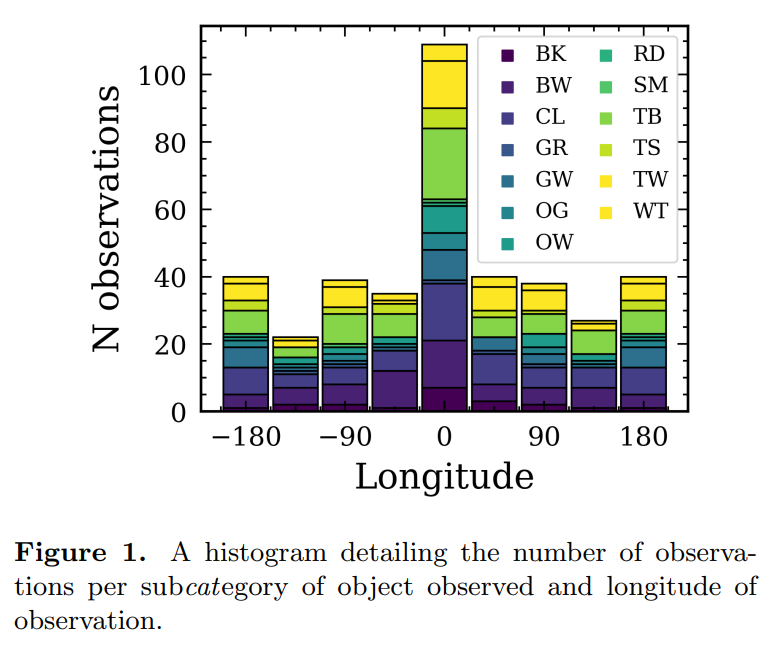 N observations
100
80
60
40
20
0
−180
−90
0
90
180
Longitude
BK
BW
CL
GR
GW
OG
OW
RD
SM
TB
TS
TW
WT
Figure 1. A histogram detailing the number of observa-
tions per subcategory of object observed and longitude of
observation.